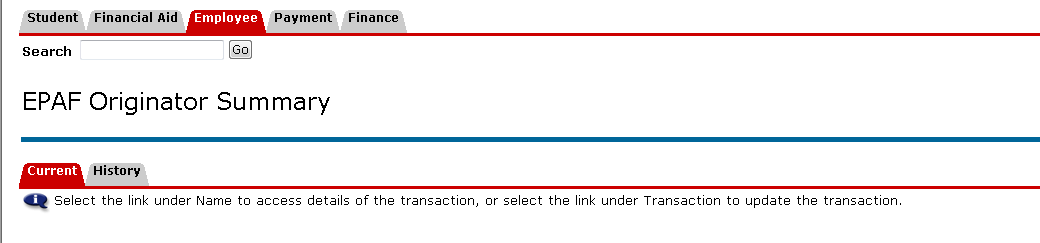 Student Financial Aid Employee Payment Finance
Search Go
EPAF Originator Summary
Current History
Select the link under Name to access details of the transaction, or select the link under Transaction to update the transaction.